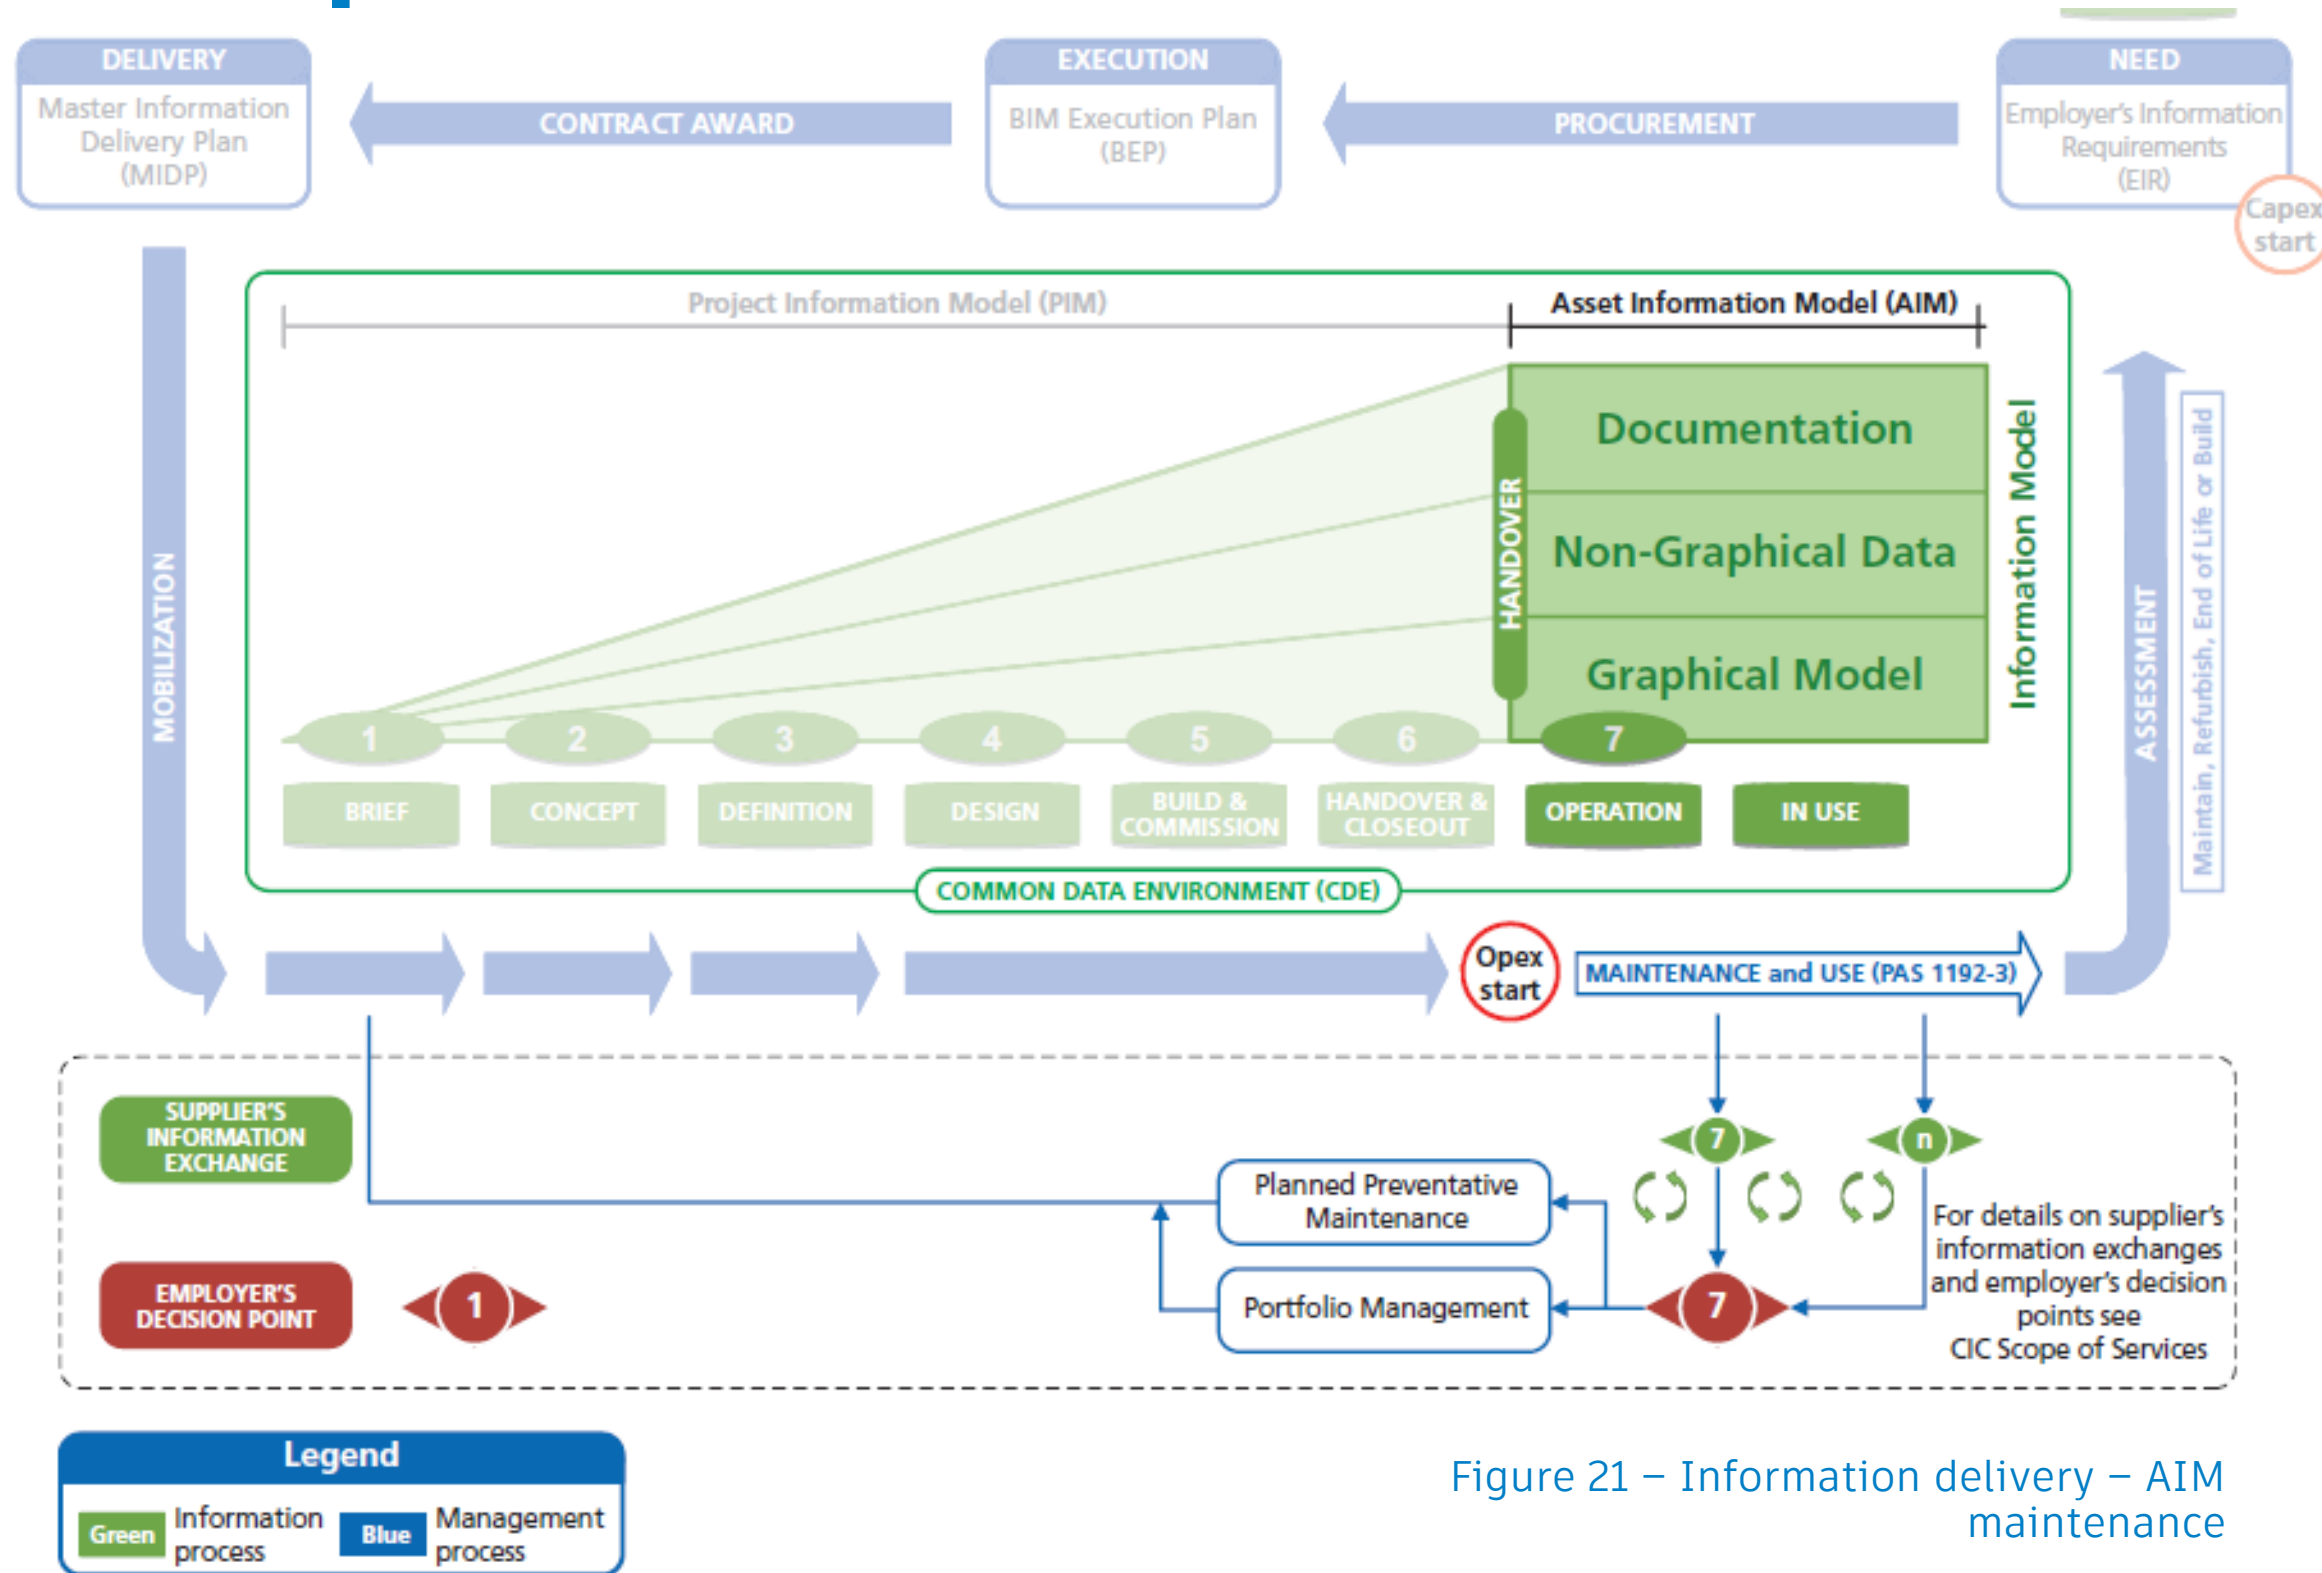 DELIVERY
Master Information
Delivery Plan
(MIDP)
CONTRACT AWARD
EXECUTION
BIM Execution Plan
(BEP)
PROCUREMENT
NEED
Employer's Information
Requirements
(EIR)
Capex
start
MOBILIZATION
Project Information Model (PIM)
Asset Information Model (AIM)
HANDOVER
Documentation
Non-Graphical Data
Graphical Model
Information Model
ASSESSMENT
Maintain, Refurbish, End of Life or Build
1
2
3
4
5
6
7
BRIEF
CONCEPT
DEFINITION
DESIGN
BUILD &
COMMISSION
HANDOVER &
CLOSEOUT
OPERATION
IN USE
COMMON DATA ENVIRONMENT (CDE)
Opex
start
MAINTENANCE and USE (PAS 1192-3)
SUPPLIER'S
INFORMATION
EXCHANGE
7
n
Planned Preventative
Maintenance
For details on supplier's
information exchanges
and employer's decision
points see
CIC Scope of Services
EMPLOYER'S
DECISION POINT
1
Portfolio Management
7
Legend
Green
Information
process
Blue
Management
process
Figure 21 – Information delivery – AIM
maintenance